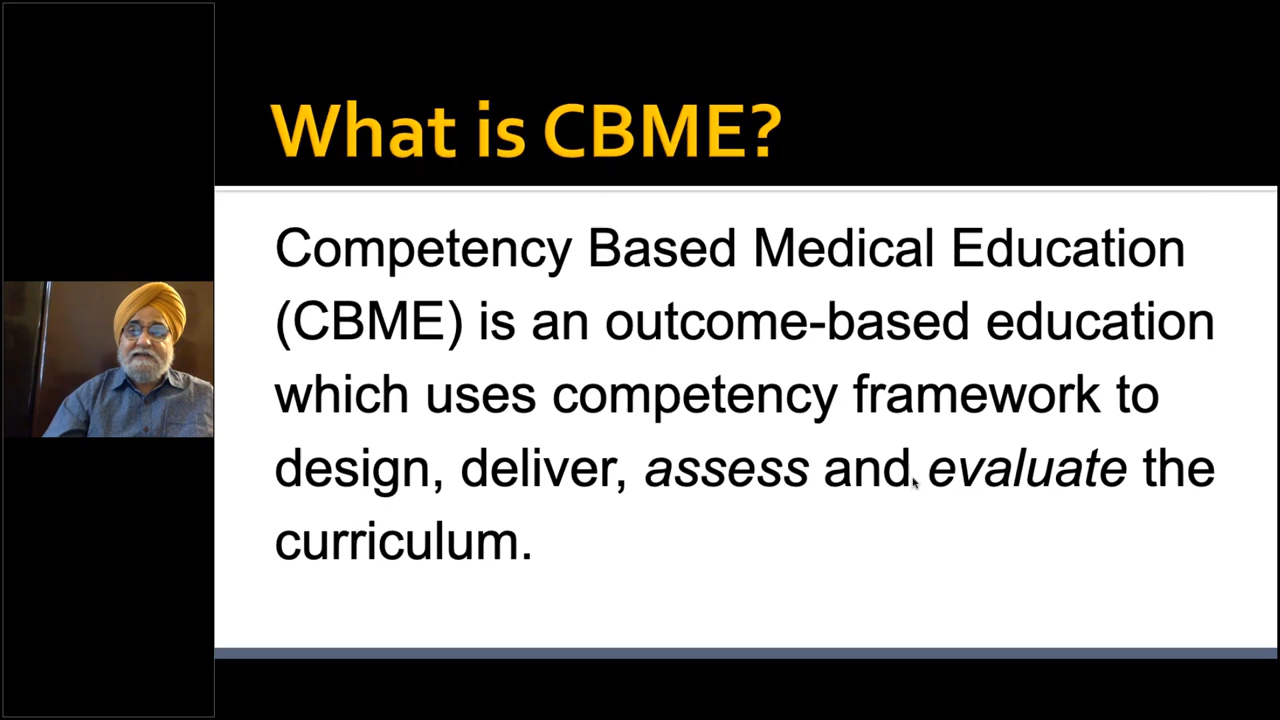 What is CBME?
Competency Based Medical Education
(CBME) is an outcome-based education
which uses competency framework to
design, deliver, assess and evaluate the
curriculum.